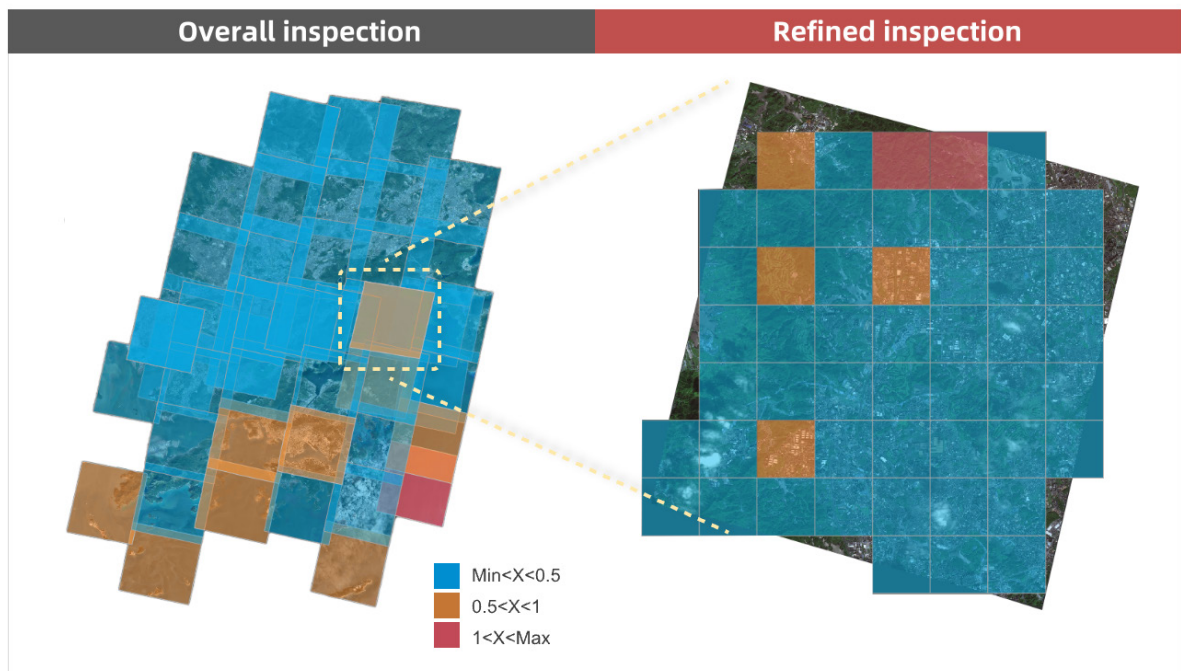 Overall inspection
Refined inspection
Min<X<0.5
0.5<X<1
1<X<Max